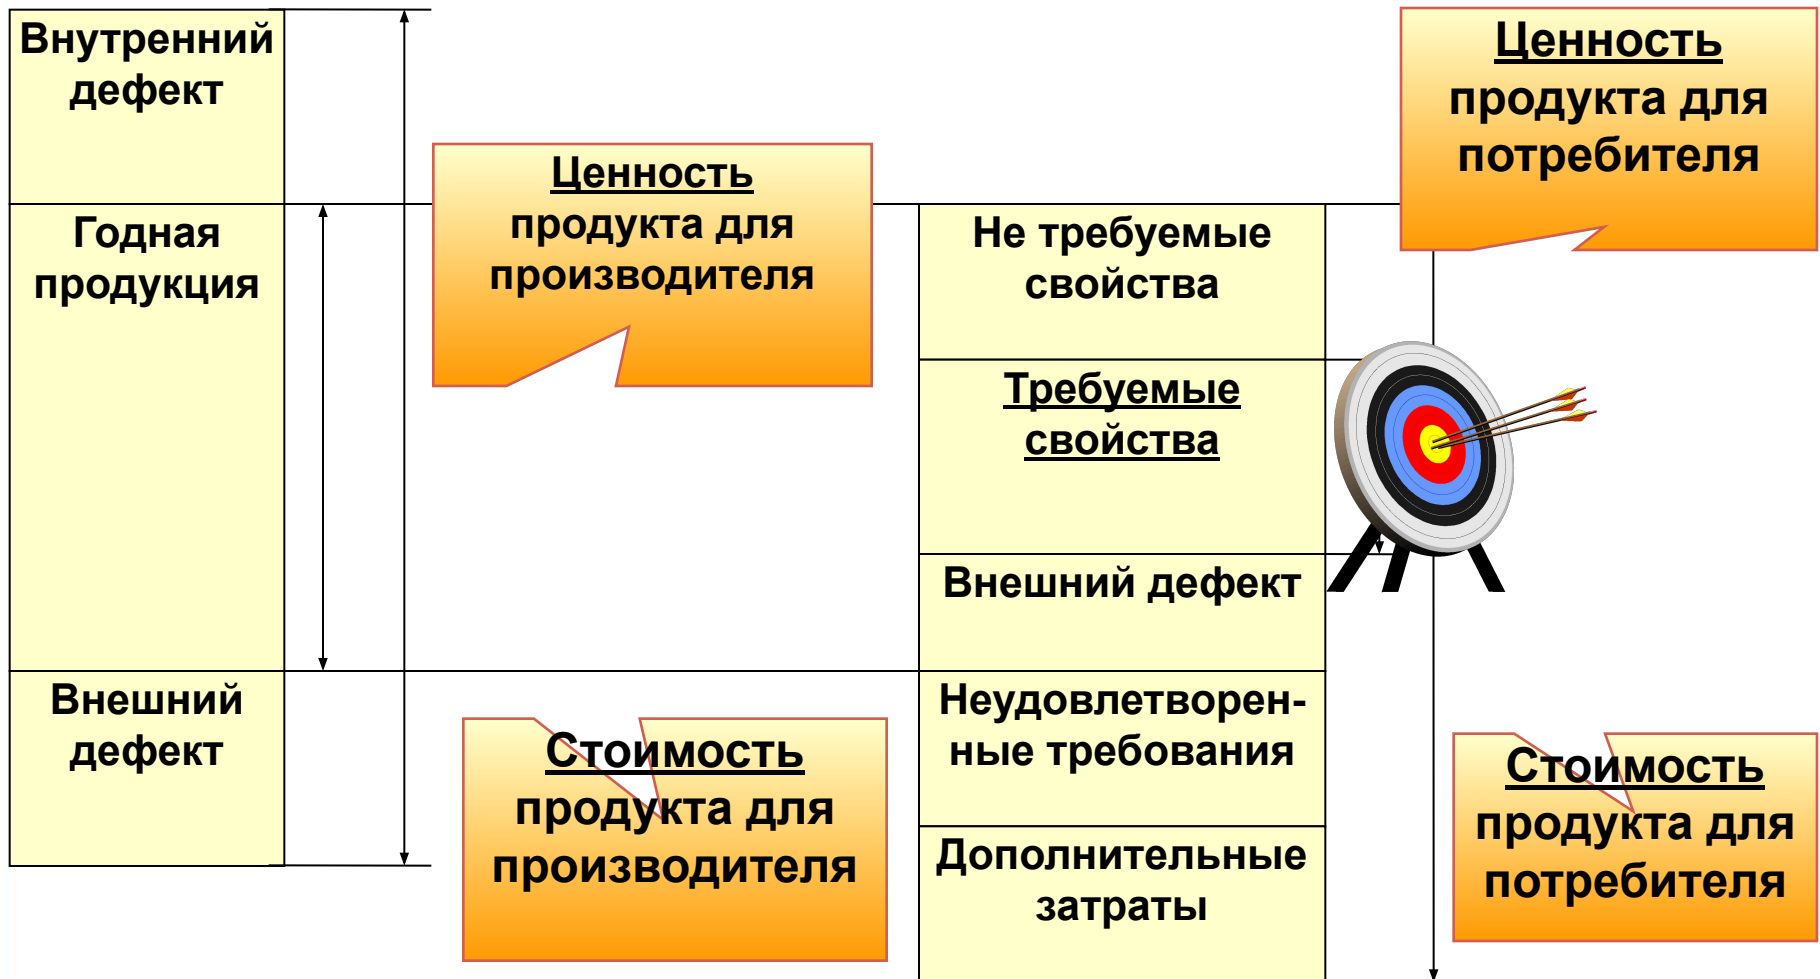 Внутренний
дефект
Годная
продукция
Внешний
дефект
Ценность
продукта для
производителя
Стоимость
продукта для
производителя
Не требуемые
свойства
Требуемые
свойства
Внешний дефект
Неудовлетворен-
ные требования
Дополнительные
затраты
Ценность
продукта для
потребителя
Стоимость
продукта для
потребителя